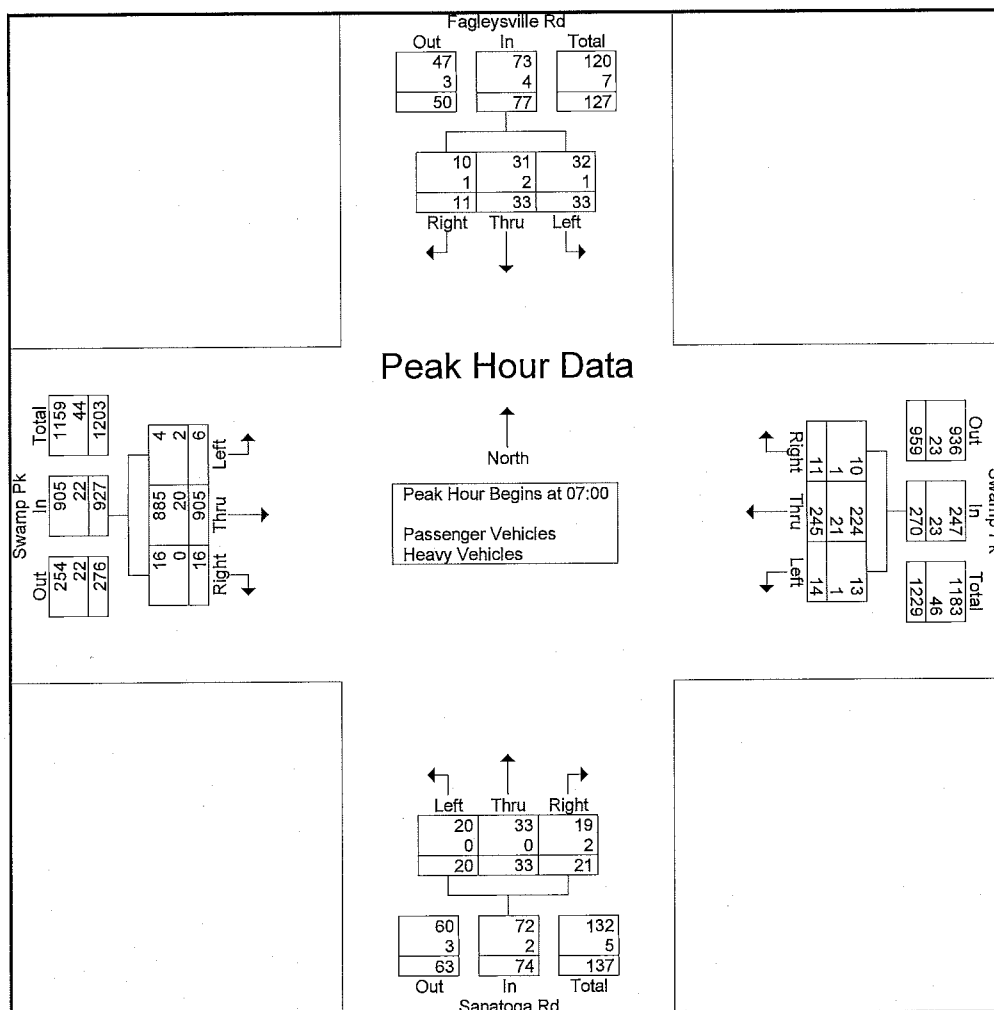 Fagleysville Rd
Out In Total
47 73 120
3 4 7
50 77 127
10 31 32
1 2 1
11 33 33
Right Thru Left
Peak Hour Data
North
Peak Hour Begins at 07:00
Passenger Vehicles
Heavy Vehicles
Swamp Pk
Out In Total
254 905 1159
22 22 44
276 927 1203
16 885 4
0 20 2
16 905 6
Right Thru Left
Swamp Pk
Out In Total
936 247 1183
23 23 46
959 270 1229
10 224 13
1 21 1
11 245 14
Right Thru Left
Left Thru Right
20 33 19
0 0 2
20 33 21
60 72 132
3 2 5
63 74 137
Out In Total
Sanatoga Rd